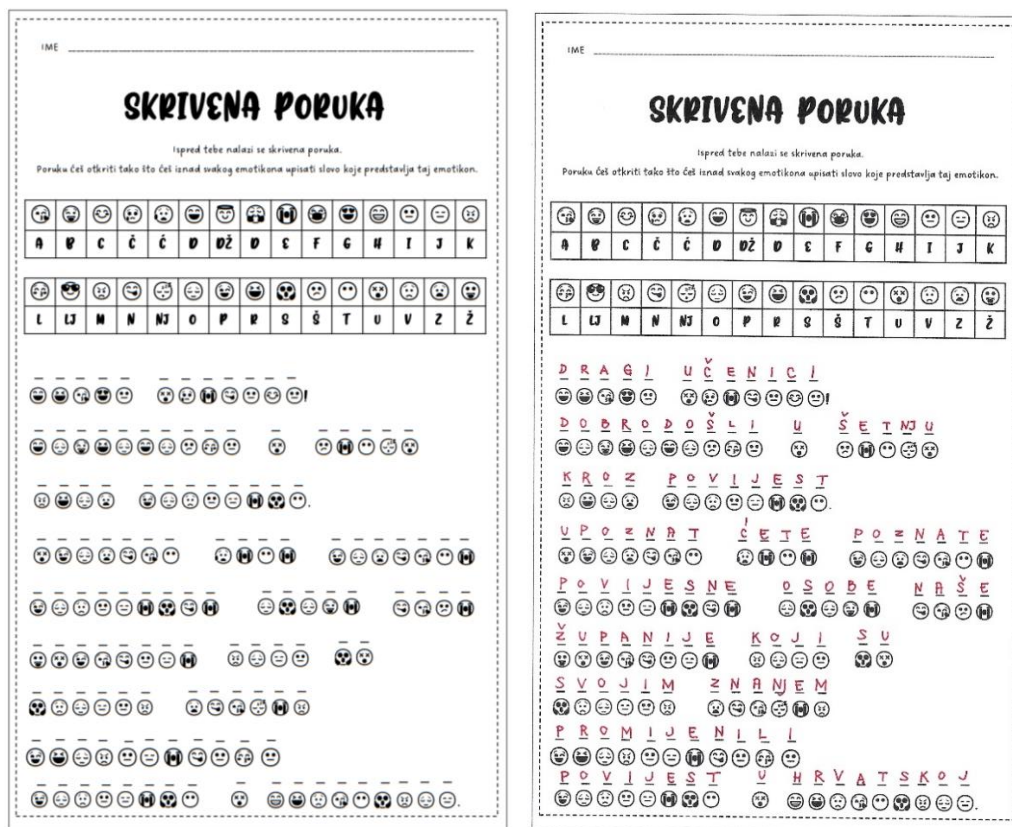 IME
SKRIVENA PORUKA
Ispred tebe nalazi se skrivena poruka.
Poruku ćeš otkriti tako što ćeš iznad svakog emotikona upisati slovo koje predstavlja taj emotikon.
A B C Č Ć D DŽ Đ E F G H I J K
L LJ M N NJ O P R S Š T U V Z Ž
IME
SKRIVENA PORUKA
Ispred tebe nalazi se skrivena poruka.
Poruku ćeš otkriti tako što ćeš iznad svakog emotikona upisati slovo koje predstavlja taj emotikon.
A B C Č Ć D DŽ Đ E F G H I J K
L LJ M N NJ O P R S Š T U V Z Ž
DRAGI UČENICI!
DOBRODOŠLI U ŠETNJU
KROZ POVIJEST.
UPOZNAT ĆETE POZNATE
POVIJESNE OSOBE NAŠE
ŽUPANIJE KOJI SU
SVOJIM ZNANJEM
PROMIJENILI
POVIJEST U HRVATSKOJ.